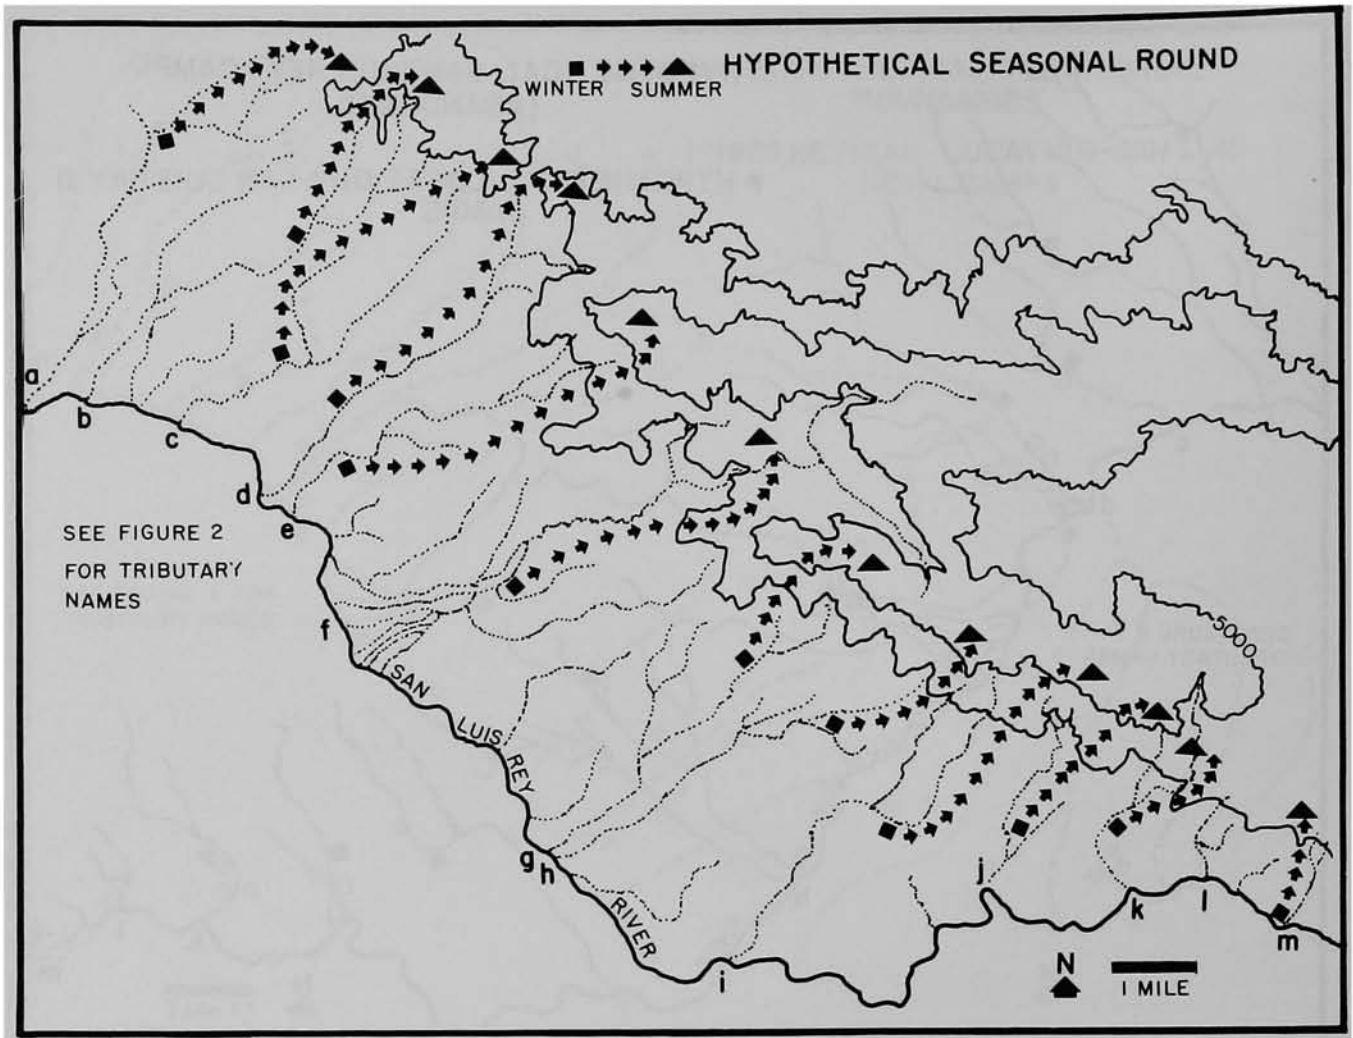 HYPOTHETICAL SEASONAL ROUND
WINTER SUMMER
a
b
c
d
e
SEE FIGURE 2
FOR TRIBUTARY
NAMES
f
5000
SAN LUIS REY RIVER
g
h
i
j
k
l
m
N
1 MILE